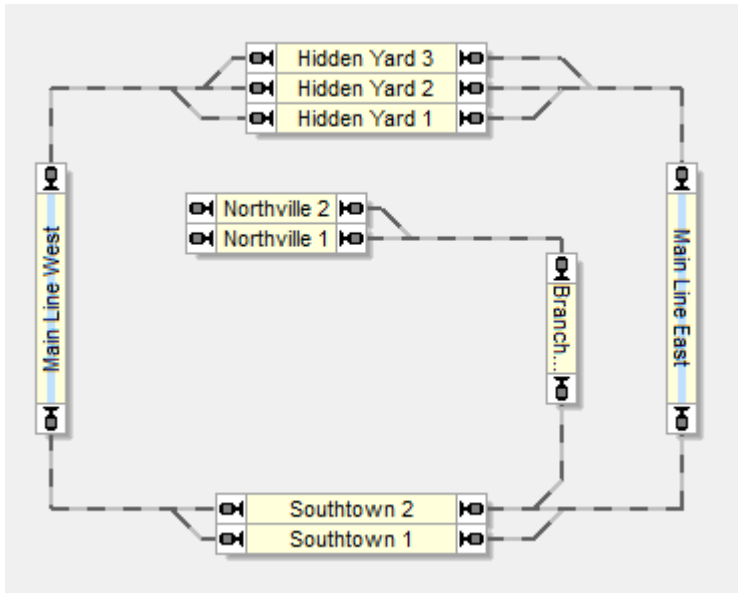 Hidden Yard 3
Hidden Yard 2
Hidden Yard 1
Northville 2
Northville 1
Main Line West
Branch...
Main Line East
Southtown 2
Southtown 1